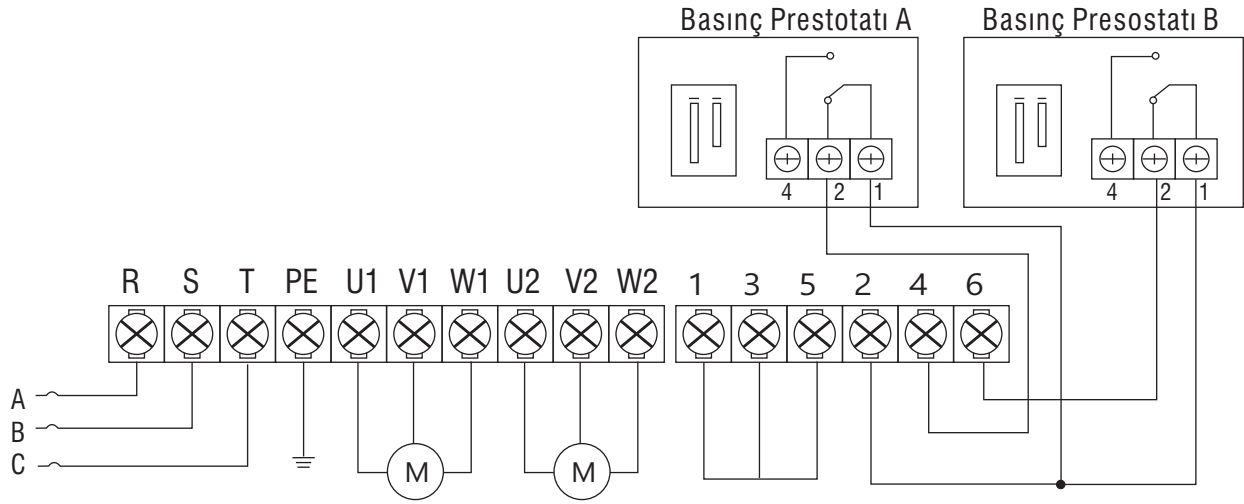 Basınç Prestotatı A
Basınç Presostatı B
4 2 1
4 2 1
R S T PE U1 V1 W1 U2 V2 W2 1 3 5 2 4 6
A
B
C
M
M